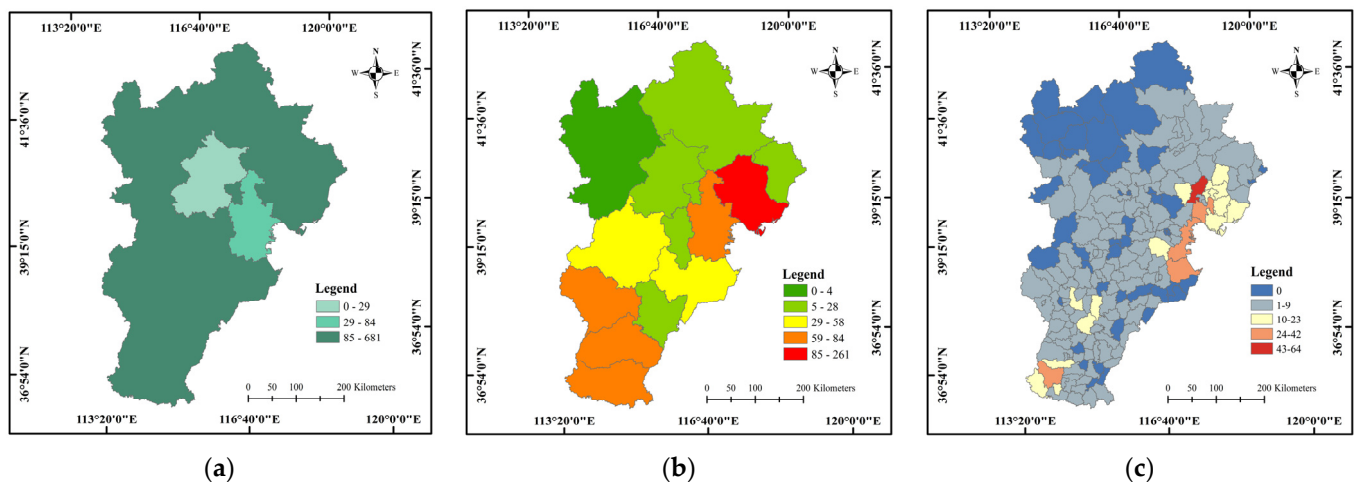 113°20'0"E 116°40'0"E 120°0'0"E
N
W E
S
41°36'0"N
41°36'0"N
39°15'0"N
39°15'0"N
36°54'0"N
36°54'0"N
Legend
0 - 29
29 - 84
85 - 681
0 50 100 200 Kilometers
113°20'0"E 116°40'0"E 120°0'0"E
(a)
113°20'0"E 116°40'0"E 120°0'0"E
N
W E
S
41°36'0"N
41°36'0"N
39°15'0"N
39°15'0"N
36°54'0"N
36°54'0"N
Legend
0 - 4
5 - 28
29 - 58
59 - 84
85 - 261
0 50 100 200 Kilometers
113°20'0"E 116°40'0"E 120°0'0"E
(b)
113°20'0"E 116°40'0"E 120°0'0"E
N
W E
S
41°36'0"N
41°36'0"N
39°15'0"N
39°15'0"N
36°54'0"N
36°54'0"N
Legend
0
1-9
10-23
24-42
43-64
0 50 100 200 Kilometers
113°20'0"E 116°40'0"E 120°0'0"E
(c)